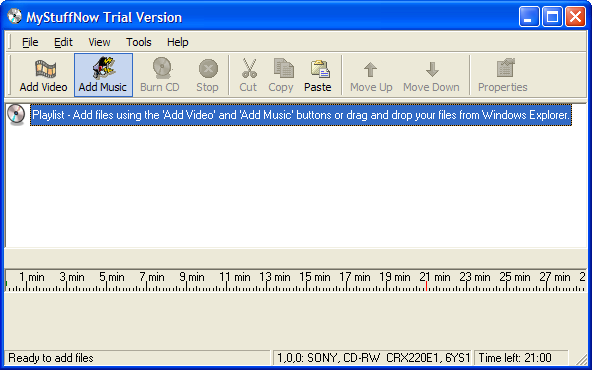 MyStuffNow Trial Version
File Edit View Tools Help
Add Video Add Music Burn CD Stop Cut Copy Paste Move Up Move Down Properties
Playlist - Add files using the 'Add Video' and 'Add Music' buttons or drag and drop your files from Windows Explorer.
1 min 3 min 5 min 7 min 9 min 11 min 13 min 15 min 17 min 19 min 21 min 23 min 25 min 27 min 2
Ready to add files 1,0,0: SONY, CD-RW CRX220E1, 6YS1 Time left: 21:00